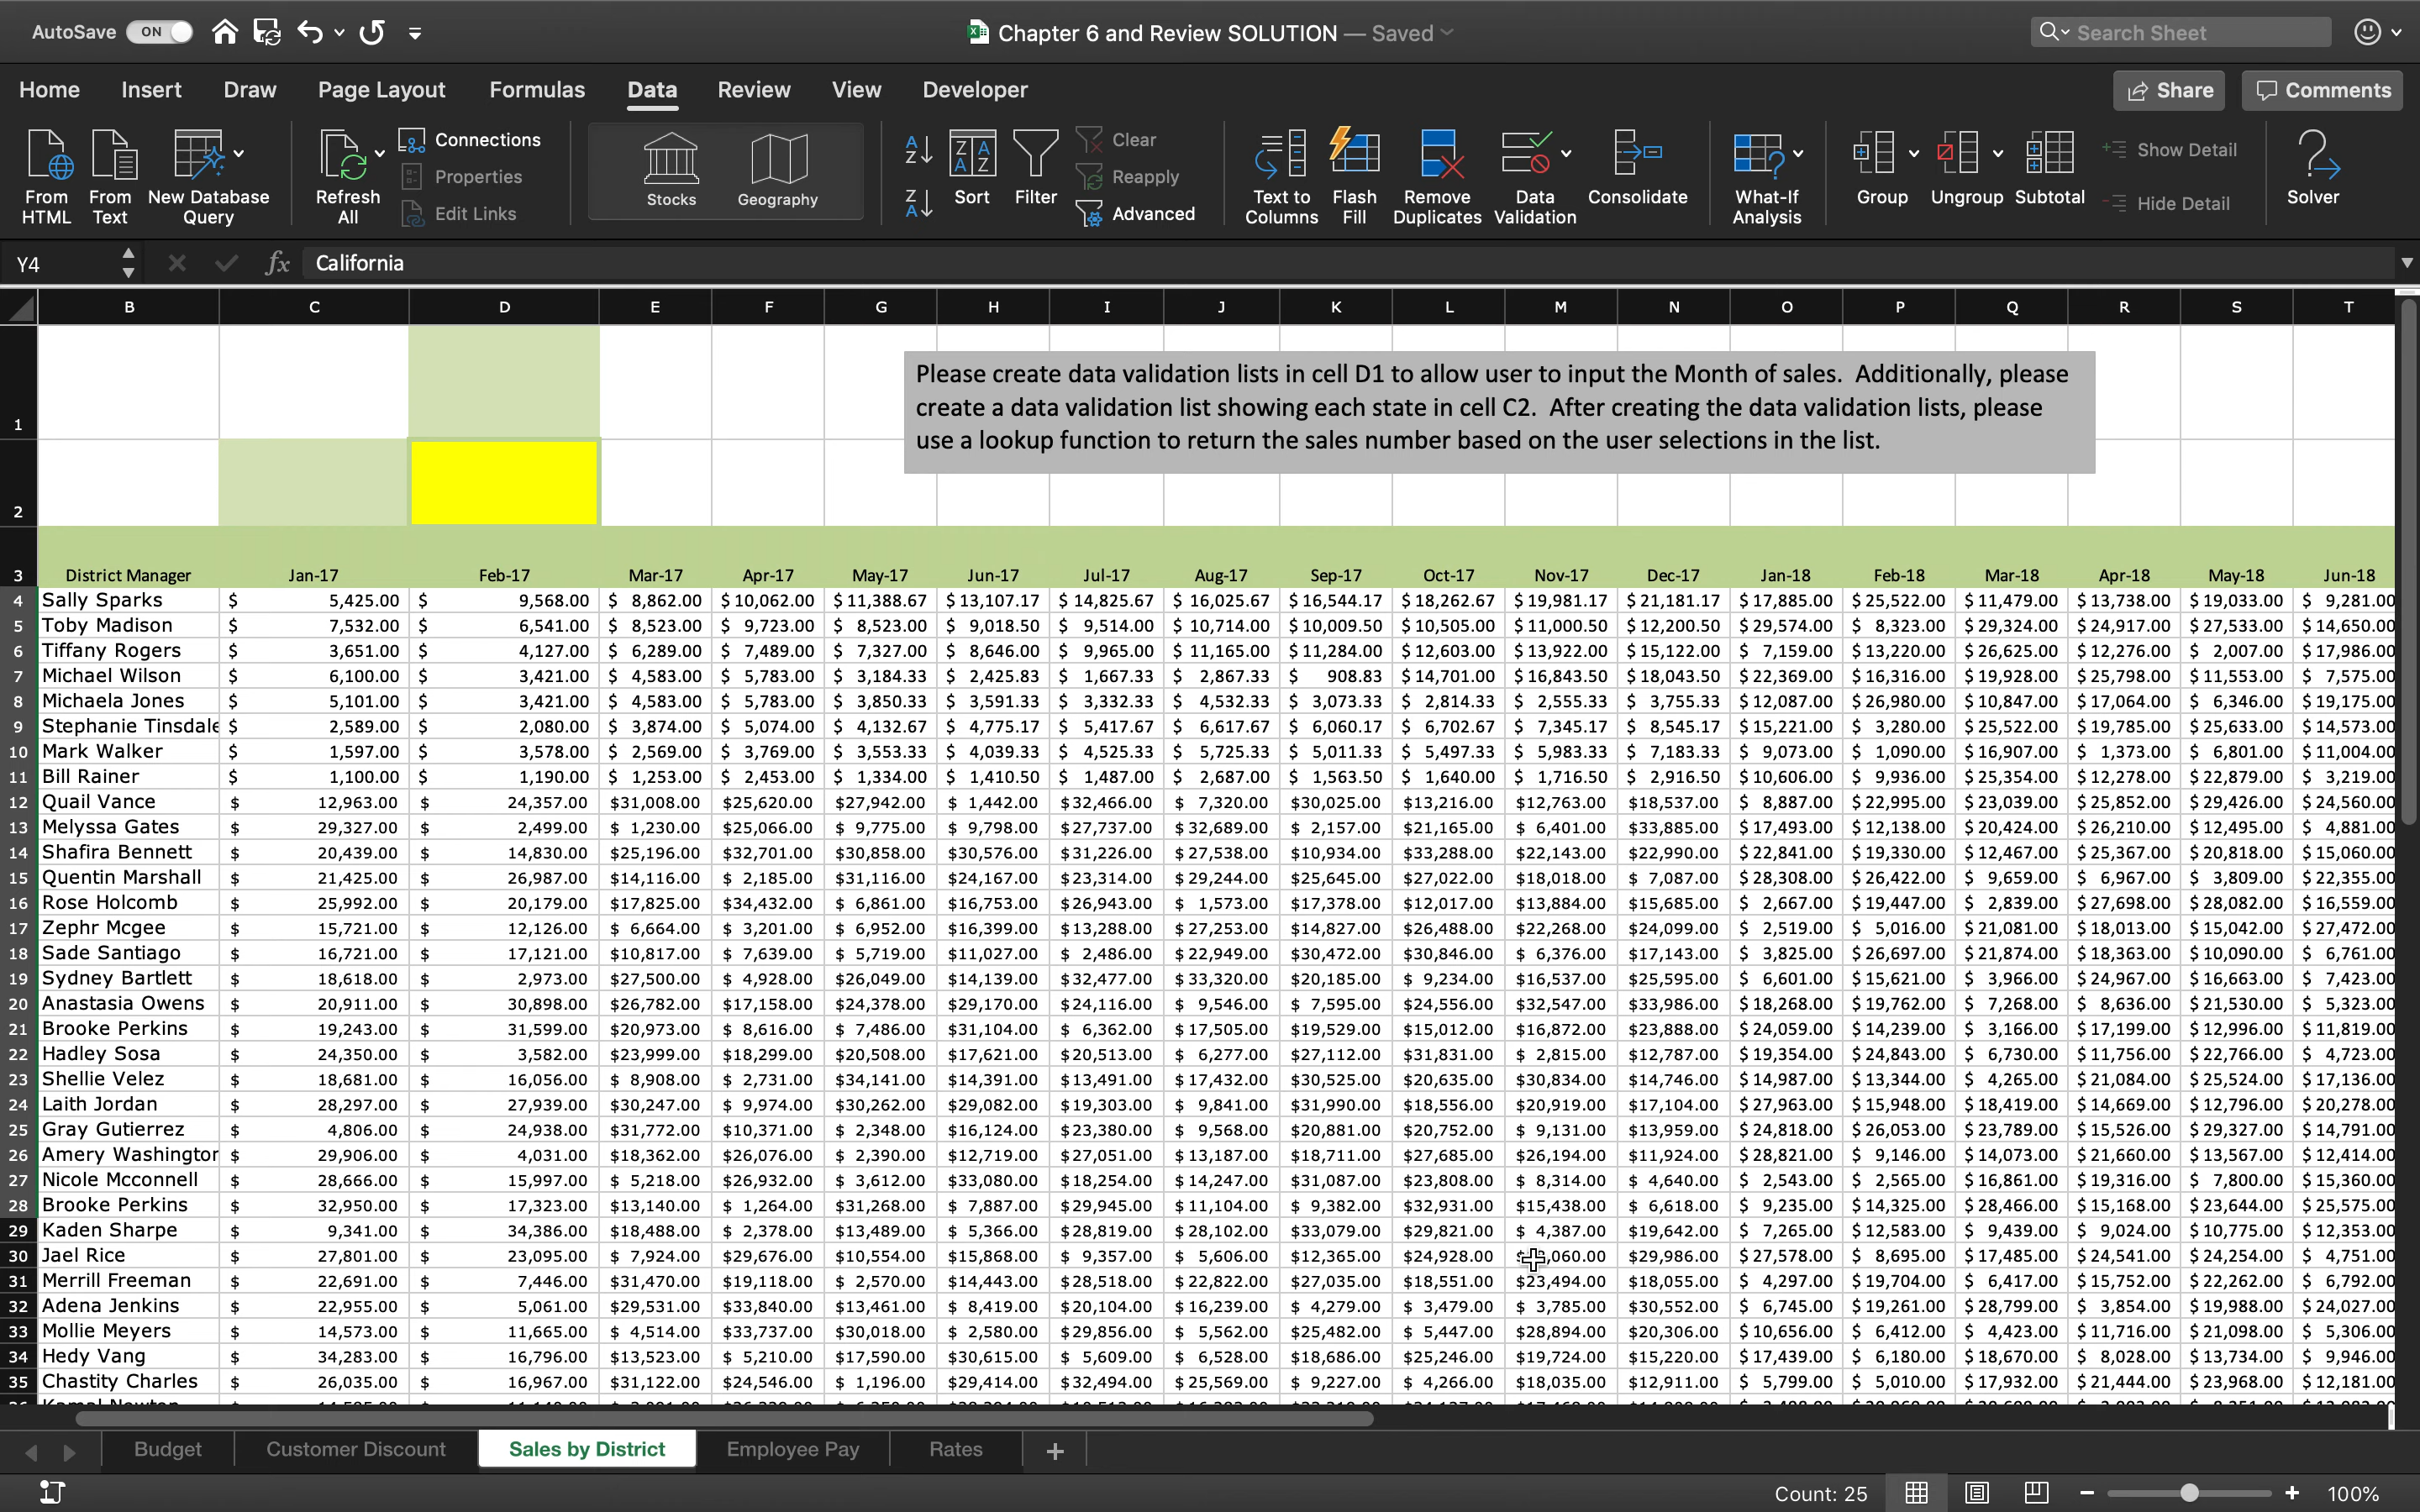 AutoSave ON Chapter 6 and Review SOLUTION — Saved Search Sheet
Home Insert Draw Page Layout Formulas Data Review View Developer Share Comments
From HTML From Text New Database Query Refresh All Connections Properties Edit Links Stocks Geography Sort Filter Clear Reapply Advanced Text to Columns Flash Fill Remove Duplicates Data Validation Consolidate What-If Analysis Group Ungroup Subtotal Show Detail Hide Detail Solver
Y4 fx California
B C D E F G H I J K L M N O P Q R S T
Please create data validation lists in cell D1 to allow user to input the Month of sales. Additionally, please
create a data validation list showing each state in cell C2. After creating the data validation lists, please
use a lookup function to return the sales number based on the user selections in the list.
1
2
3 District Manager Jan-17 Feb-17 Mar-17 Apr-17 May-17 Jun-17 Jul-17 Aug-17 Sep-17 Oct-17 Nov-17 Dec-17 Jan-18 Feb-18 Mar-18 Apr-18 May-18 Jun-18
4 Sally Sparks $ 5,425.00 $ 9,568.00 $ 8,862.00 $ 10,062.00 $ 11,388.67 $ 13,107.17 $ 14,825.67 $ 16,025.67 $ 16,544.17 $ 18,262.67 $ 19,981.17 $ 21,181.17 $ 17,885.00 $ 25,522.00 $ 11,479.00 $ 13,738.00 $ 19,033.00 $ 9,281.00
5 Toby Madison $ 7,532.00 $ 6,541.00 $ 8,523.00 $ 9,723.00 $ 8,523.00 $ 9,018.50 $ 9,514.00 $ 10,714.00 $ 10,009.50 $ 10,505.00 $ 11,000.50 $ 12,200.50 $ 29,574.00 $ 8,323.00 $ 29,324.00 $ 24,917.00 $ 27,533.00 $ 14,650.00
6 Tiffany Rogers $ 3,651.00 $ 4,127.00 $ 6,289.00 $ 7,489.00 $ 7,327.00 $ 8,646.00 $ 9,965.00 $ 11,165.00 $ 11,284.00 $ 12,603.00 $ 13,922.00 $ 15,122.00 $ 7,159.00 $ 13,220.00 $ 26,625.00 $ 12,276.00 $ 2,007.00 $ 17,986.00
7 Michael Wilson $ 6,100.00 $ 3,421.00 $ 4,583.00 $ 5,783.00 $ 3,184.33 $ 2,425.83 $ 1,667.33 $ 2,867.33 $ 908.83 $ 14,701.00 $ 16,843.50 $ 18,043.50 $ 22,369.00 $ 16,316.00 $ 19,928.00 $ 25,798.00 $ 11,553.00 $ 7,575.00
8 Michaela Jones $ 5,101.00 $ 3,421.00 $ 4,583.00 $ 5,783.00 $ 3,850.33 $ 3,591.33 $ 3,332.33 $ 4,532.33 $ 3,073.33 $ 2,814.33 $ 2,555.33 $ 3,755.33 $ 12,087.00 $ 26,980.00 $ 10,847.00 $ 17,064.00 $ 6,346.00 $ 19,175.00
9 Stephanie Tinsdale $ 2,589.00 $ 2,080.00 $ 3,874.00 $ 5,074.00 $ 4,132.67 $ 4,775.17 $ 5,417.67 $ 6,617.67 $ 6,060.17 $ 6,702.67 $ 7,345.17 $ 8,545.17 $ 15,221.00 $ 3,280.00 $ 25,522.00 $ 19,785.00 $ 25,633.00 $ 14,573.00
10 Mark Walker $ 1,597.00 $ 3,578.00 $ 2,569.00 $ 3,769.00 $ 3,553.33 $ 4,039.33 $ 4,525.33 $ 5,725.33 $ 5,011.33 $ 5,497.33 $ 5,983.33 $ 7,183.33 $ 9,073.00 $ 1,090.00 $ 16,907.00 $ 1,373.00 $ 6,801.00 $ 11,004.00
11 Bill Rainer $ 1,100.00 $ 1,190.00 $ 1,253.00 $ 2,453.00 $ 1,334.00 $ 1,410.50 $ 1,487.00 $ 2,687.00 $ 1,563.50 $ 1,640.00 $ 1,716.50 $ 2,916.50 $ 10,606.00 $ 9,936.00 $ 25,354.00 $ 12,278.00 $ 22,879.00 $ 3,219.00
12 Quail Vance $ 12,963.00 $ 24,357.00 $31,008.00 $25,620.00 $27,942.00 $ 1,442.00 $32,466.00 $ 7,320.00 $30,025.00 $13,216.00 $12,763.00 $18,537.00 $ 8,887.00 $ 22,995.00 $ 23,039.00 $ 25,852.00 $ 29,426.00 $ 24,560.00
13 Melyssa Gates $ 29,327.00 $ 2,499.00 $ 1,230.00 $25,066.00 $ 9,775.00 $ 9,798.00 $27,737.00 $ 32,689.00 $ 2,157.00 $21,165.00 $ 6,401.00 $33,885.00 $ 17,493.00 $ 12,138.00 $ 20,424.00 $ 26,210.00 $ 12,495.00 $ 4,881.00
14 Shafira Bennett $ 20,439.00 $ 14,830.00 $25,196.00 $32,701.00 $30,858.00 $30,576.00 $31,226.00 $ 27,538.00 $10,934.00 $33,288.00 $22,143.00 $22,990.00 $ 22,841.00 $ 19,330.00 $ 12,467.00 $ 25,367.00 $ 20,818.00 $ 15,060.00
15 Quentin Marshall $ 21,425.00 $ 26,987.00 $14,116.00 $ 2,185.00 $31,116.00 $24,167.00 $23,314.00 $ 29,244.00 $25,645.00 $27,022.00 $18,018.00 $ 7,087.00 $ 28,308.00 $ 26,422.00 $ 9,659.00 $ 6,967.00 $ 3,809.00 $ 22,355.00
16 Rose Holcomb $ 25,992.00 $ 20,179.00 $17,825.00 $34,432.00 $ 6,861.00 $16,753.00 $26,943.00 $ 1,573.00 $17,378.00 $12,017.00 $13,884.00 $15,685.00 $ 2,667.00 $ 19,447.00 $ 2,839.00 $ 27,698.00 $ 28,082.00 $ 16,559.00
17 Zephr Mcgee $ 15,721.00 $ 12,126.00 $ 6,664.00 $ 3,201.00 $ 6,952.00 $16,399.00 $13,288.00 $ 27,253.00 $14,827.00 $26,488.00 $22,268.00 $24,099.00 $ 2,519.00 $ 5,016.00 $ 21,081.00 $ 18,013.00 $ 15,042.00 $ 27,472.00
18 Sade Santiago $ 16,721.00 $ 17,121.00 $10,817.00 $ 7,639.00 $ 5,719.00 $11,027.00 $ 2,486.00 $ 22,949.00 $30,472.00 $30,846.00 $ 6,376.00 $17,143.00 $ 3,825.00 $ 26,697.00 $ 21,874.00 $ 18,363.00 $ 10,090.00 $ 6,761.00
19 Sydney Bartlett $ 18,618.00 $ 2,973.00 $27,500.00 $ 4,928.00 $26,049.00 $14,139.00 $32,477.00 $ 33,320.00 $20,185.00 $ 9,234.00 $16,537.00 $25,595.00 $ 6,601.00 $ 15,621.00 $ 3,966.00 $ 24,967.00 $ 16,663.00 $ 7,423.00
20 Anastasia Owens $ 20,911.00 $ 30,898.00 $26,782.00 $17,158.00 $24,378.00 $29,170.00 $24,116.00 $ 9,546.00 $ 7,595.00 $24,556.00 $32,547.00 $33,986.00 $ 18,268.00 $ 19,762.00 $ 7,268.00 $ 8,636.00 $ 21,530.00 $ 5,323.00
21 Brooke Perkins $ 19,243.00 $ 31,599.00 $20,973.00 $ 8,616.00 $ 7,486.00 $31,104.00 $ 6,362.00 $ 17,505.00 $19,529.00 $15,012.00 $16,872.00 $23,888.00 $ 24,059.00 $ 14,239.00 $ 3,166.00 $ 17,199.00 $ 12,996.00 $ 11,819.00
22 Hadley Sosa $ 24,350.00 $ 3,582.00 $23,999.00 $18,299.00 $20,508.00 $17,621.00 $20,513.00 $ 6,277.00 $27,112.00 $31,831.00 $ 2,815.00 $12,787.00 $ 19,354.00 $ 24,843.00 $ 6,730.00 $ 11,756.00 $ 22,766.00 $ 4,723.00
23 Shellie Velez $ 18,681.00 $ 16,056.00 $ 8,908.00 $ 2,731.00 $34,141.00 $14,391.00 $13,491.00 $ 17,432.00 $30,525.00 $20,635.00 $30,834.00 $14,746.00 $ 14,987.00 $ 13,344.00 $ 4,265.00 $ 21,084.00 $ 25,524.00 $ 17,136.00
24 Laith Jordan $ 28,297.00 $ 27,939.00 $30,247.00 $ 9,974.00 $30,262.00 $29,082.00 $19,303.00 $ 9,841.00 $31,990.00 $18,556.00 $20,919.00 $17,104.00 $ 27,963.00 $ 15,948.00 $ 18,419.00 $ 14,669.00 $ 12,796.00 $ 20,278.00
25 Gray Gutierrez $ 4,806.00 $ 24,938.00 $31,772.00 $10,371.00 $ 2,348.00 $16,124.00 $23,380.00 $ 9,568.00 $20,881.00 $20,752.00 $ 9,131.00 $13,959.00 $ 24,818.00 $ 26,053.00 $ 23,789.00 $ 15,526.00 $ 29,327.00 $ 14,791.00
26 Amery Washington $ 29,906.00 $ 4,031.00 $18,362.00 $26,076.00 $ 2,390.00 $12,719.00 $27,051.00 $ 13,187.00 $18,711.00 $27,685.00 $26,194.00 $11,924.00 $ 28,821.00 $ 9,146.00 $ 14,073.00 $ 21,660.00 $ 13,567.00 $ 12,414.00
27 Nicole Mcconnell $ 28,666.00 $ 15,997.00 $ 5,218.00 $26,932.00 $ 3,612.00 $33,080.00 $18,254.00 $ 14,247.00 $31,087.00 $23,808.00 $ 8,314.00 $ 4,640.00 $ 2,543.00 $ 2,565.00 $ 16,861.00 $ 19,316.00 $ 7,800.00 $ 15,360.00
28 Brooke Perkins $ 32,950.00 $ 17,323.00 $13,140.00 $ 1,264.00 $31,268.00 $ 7,887.00 $29,945.00 $ 11,104.00 $ 9,382.00 $32,931.00 $15,438.00 $ 6,618.00 $ 9,235.00 $ 14,325.00 $ 28,466.00 $ 15,168.00 $ 23,644.00 $ 25,575.00
29 Kaden Sharpe $ 9,341.00 $ 34,386.00 $18,488.00 $ 2,378.00 $13,489.00 $ 5,366.00 $28,819.00 $ 28,102.00 $33,079.00 $29,821.00 $ 4,387.00 $19,642.00 $ 7,265.00 $ 12,583.00 $ 9,439.00 $ 9,024.00 $ 10,775.00 $ 12,353.00
30 Jael Rice $ 27,801.00 $ 23,095.00 $ 7,924.00 $29,676.00 $10,554.00 $15,868.00 $ 9,357.00 $ 5,606.00 $12,365.00 $24,928.00 $29,986.00 $ 27,578.00 $ 8,695.00 $ 17,485.00 $ 24,541.00 $ 24,254.00 $ 4,751.00
31 Merrill Freeman $ 22,691.00 $ 7,446.00 $31,470.00 $19,118.00 $ 2,570.00 $14,443.00 $28,518.00 $ 22,822.00 $27,035.00 $18,551.00 $23,494.00 $18,055.00 $ 4,297.00 $ 19,704.00 $ 6,417.00 $ 15,752.00 $ 22,262.00 $ 6,792.00
32 Adena Jenkins $ 22,955.00 $ 5,061.00 $29,531.00 $33,840.00 $13,461.00 $ 8,419.00 $20,104.00 $ 16,239.00 $ 4,279.00 $ 3,479.00 $ 3,785.00 $30,552.00 $ 6,745.00 $ 19,261.00 $ 28,799.00 $ 3,854.00 $ 19,988.00 $ 24,027.00
33 Mollie Meyers $ 14,573.00 $ 11,665.00 $ 4,514.00 $33,737.00 $30,018.00 $ 2,580.00 $29,856.00 $ 5,562.00 $25,482.00 $ 5,447.00 $28,894.00 $20,306.00 $ 10,656.00 $ 6,412.00 $ 4,423.00 $ 11,716.00 $ 21,098.00 $ 5,306.00
34 Hedy Vang $ 34,283.00 $ 16,796.00 $13,523.00 $ 5,210.00 $17,590.00 $30,615.00 $ 5,609.00 $ 6,528.00 $18,686.00 $25,246.00 $19,724.00 $15,220.00 $ 17,439.00 $ 6,180.00 $ 18,670.00 $ 8,028.00 $ 13,734.00 $ 9,946.00
35 Chastity Charles $ 26,035.00 $ 16,967.00 $31,122.00 $24,546.00 $ 1,196.00 $29,414.00 $32,494.00 $ 25,569.00 $ 9,227.00 $ 4,266.00 $18,035.00 $12,911.00 $ 5,799.00 $ 5,010.00 $ 17,932.00 $ 21,444.00 $ 23,968.00 $ 12,181.00
Budget Customer Discount Sales by District Employee Pay Rates +
Count: 25 100%